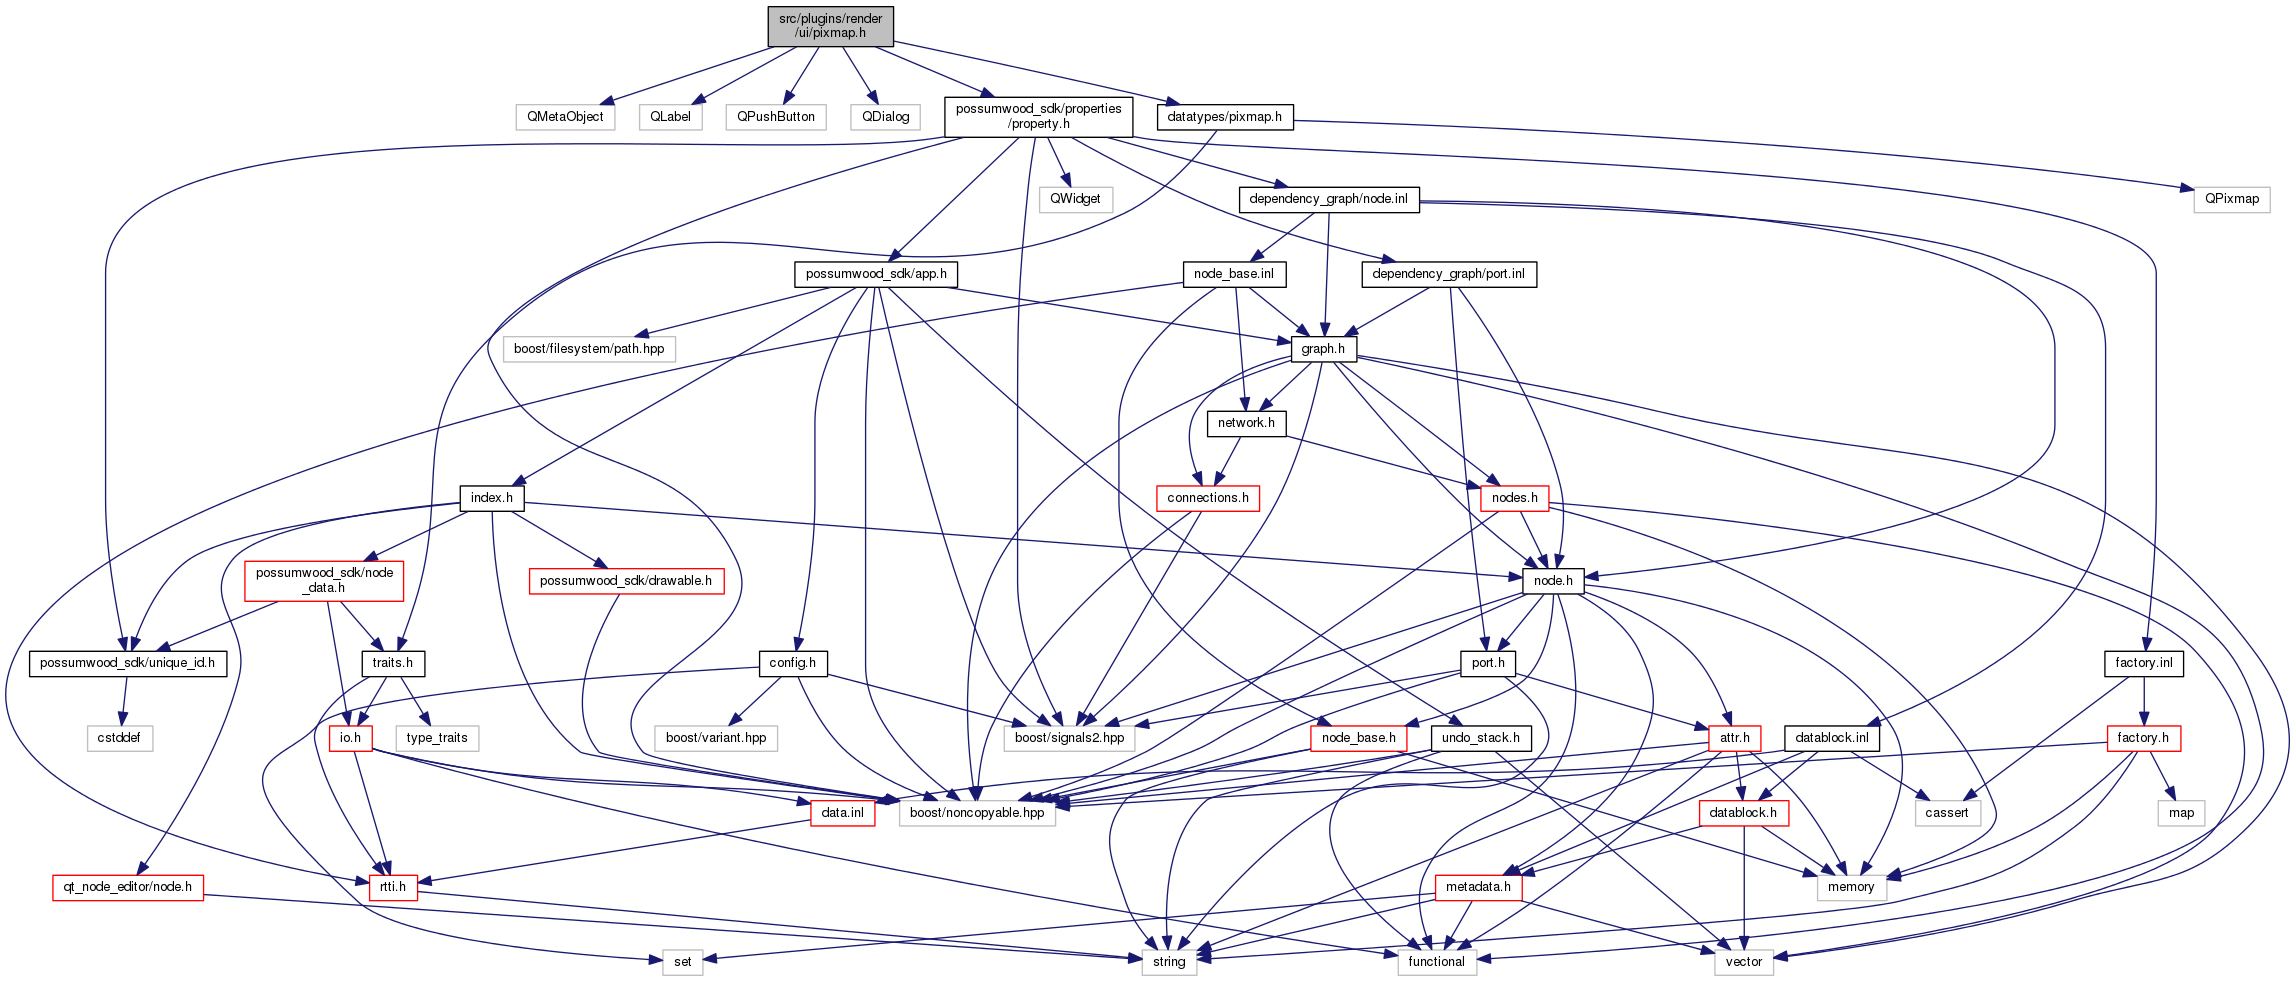 src/plugins/render
/ui/pixmap.h
QMetaObject
QLabel
QPushButton
QDialog
possumwood_sdk/properties
/property.h
datatypes/pixmap.h
QWidget
dependency_graph/node.inl
QPixmap
possumwood_sdk/app.h
node_base.inl
dependency_graph/port.inl
boost/filesystem/path.hpp
graph.h
network.h
index.h
connections.h
nodes.h
possumwood_sdk/node
_data.h
possumwood_sdk/drawable.h
node.h
possumwood_sdk/unique_id.h
traits.h
config.h
port.h
factory.inl
cstddef
io.h
type_traits
boost/variant.hpp
boost/signals2.hpp
node_base.h
undo_stack.h
attr.h
datablock.inl
factory.h
data.inl
boost/noncopyable.hpp
datablock.h
cassert
map
qt_node_editor/node.h
rtti.h
metadata.h
memory
set
string
functional
vector